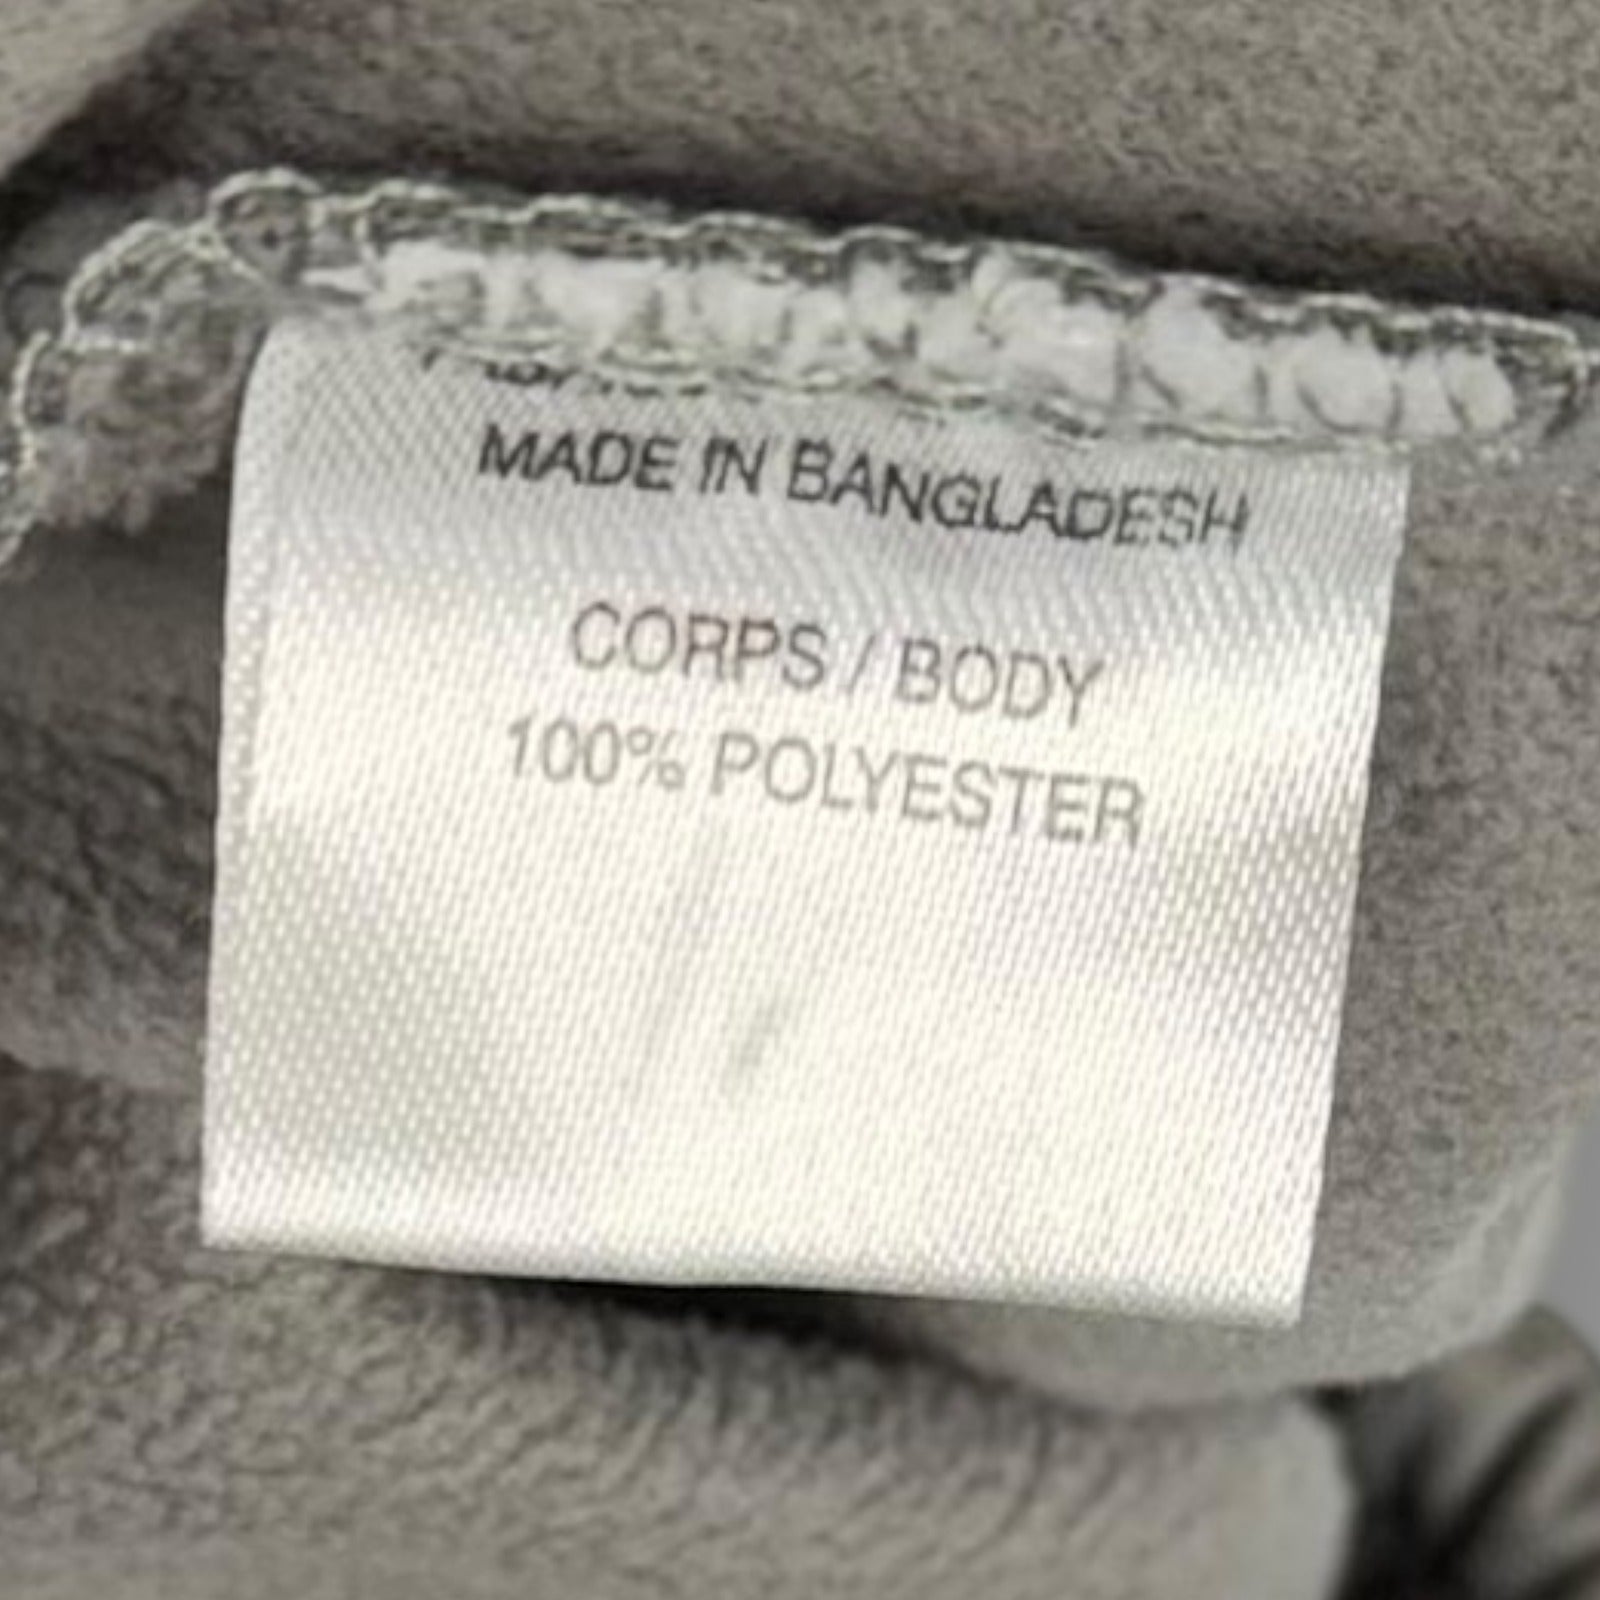 MADE IN BANGLADESH
CORPS / BODY
100% POLYESTER